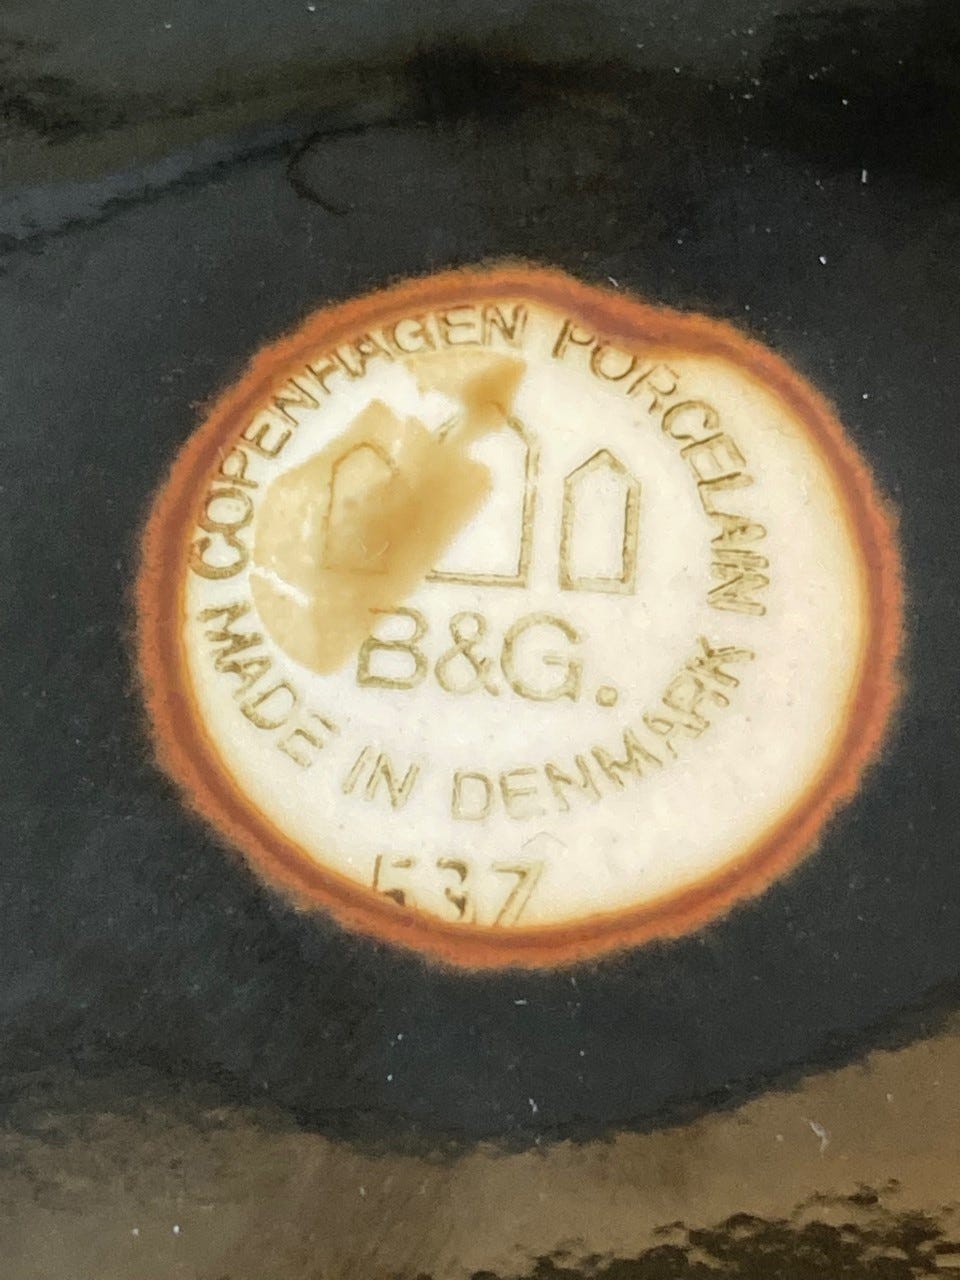 COPENHAGEN PORCELAIN
B&G.
MADE IN DENMARK
537